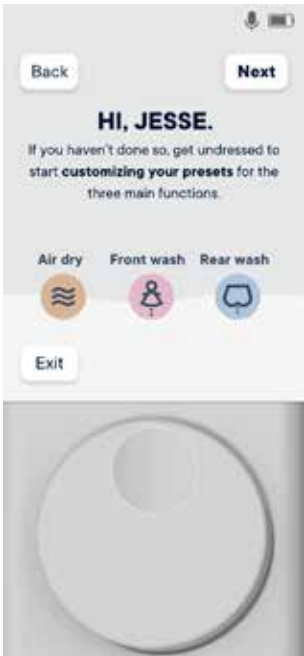 Back
Next
HI, JESSE.
If you haven't done so, get undressed to
start customizing your presets for the
three main functions.
Air dry Front wash Rear wash
Exit